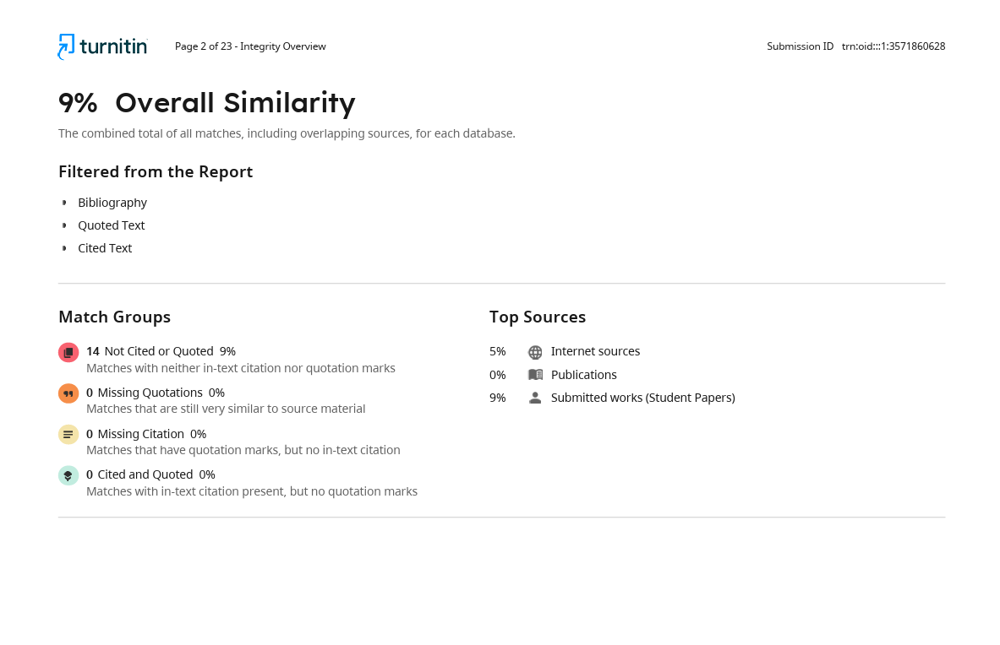 turnitin Page 2 of 23 - Integrity Overview Submission ID trn:oid:::1:3571860628
9% Overall Similarity
The combined total of all matches, including overlapping sources, for each database.
Filtered from the Report
Bibliography
Quoted Text
Cited Text
Match Groups
14 Not Cited or Quoted 9%
Matches with neither in-text citation nor quotation marks
0 Missing Quotations 0%
Matches that are still very similar to source material
0 Missing Citation 0%
Matches that have quotation marks, but no in-text citation
0 Cited and Quoted 0%
Matches with in-text citation present, but no quotation marks
Top Sources
5% Internet sources
0% Publications
9% Submitted works (Student Papers)